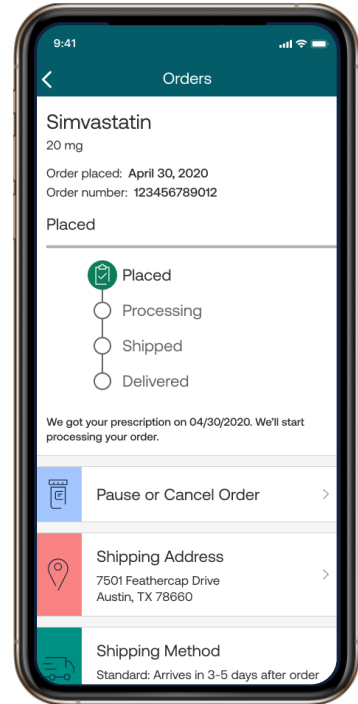 9:41
Orders
Simvastatin
20 mg
Order placed: April 30, 2020
Order number: 123456789012
Placed
Placed
Processing
Shipped
Delivered
We got your prescription on 04/30/2020. We'll start
processing your order.
Pause or Cancel Order
Shipping Address
7501 Feathercap Drive
Austin, TX 78660
Shipping Method
Standard: Arrives in 3-5 days after order